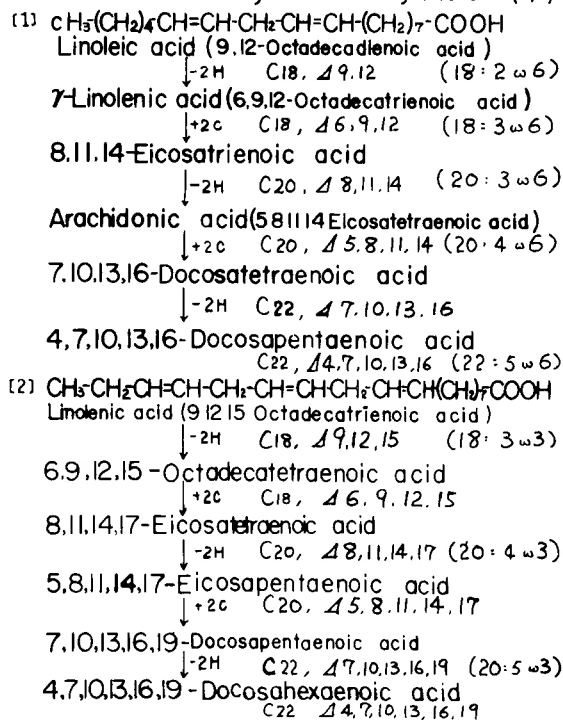 [1] CH₃(CH₂)₄CH=CH-CH₂-CH=CH-(CH₂)₇-COOH
Linoleic acid (9,12-Octadecadienoic acid)
-2H C18, Δ9.12 (18:2ω6)
γ-Linolenic acid(6,9,12-Octadecatrienoic acid)
+2C C18, Δ6,9,12 (18:3ω6)
8.11.14-Eicosatrienoic acid
-2H C20, Δ8,11.14 (20:3ω6)
Arachidonic acid(5 8 11 14 Eicosatetraenoic acid)
+2C C20, Δ5.8,11,14 (20:4ω6)
7.10.13,16-Docosatetraenoic acid
-2H C22, Δ7.10.13.16
4,7,10,13,16-Docosapentaenoic acid
C22, Δ4,7,10,13,16 (22:5ω6)
[2] CH₃-CH₂CH=CH-CH₂-CH=CH-CH₂-CH=CH(CH₂)₇COOH
Linolenic acid (9 12 15 Octadecatrienoic acid)
-2H C18, Δ9,12,15 (18:3ω3)
6.9,12,15-Octadecatetraenoic acid
+2C C18, Δ6.9.12.15
8,11,14,17-Eicosatetraenoic acid
-2H C20, Δ8,11,14,17 (20:4ω3)
5,8,11,14,17-Eicosapentaenoic acid
+2C C20, Δ5.8.11.14.17
7,10,13,16,19-Docosapentaenoic acid
-2H C22, Δ7,10,13,16,19 (20:5ω3)
4,7,10,13,16,19-Docosahexaenoic acid
C22 Δ4,7,10,13,16,19